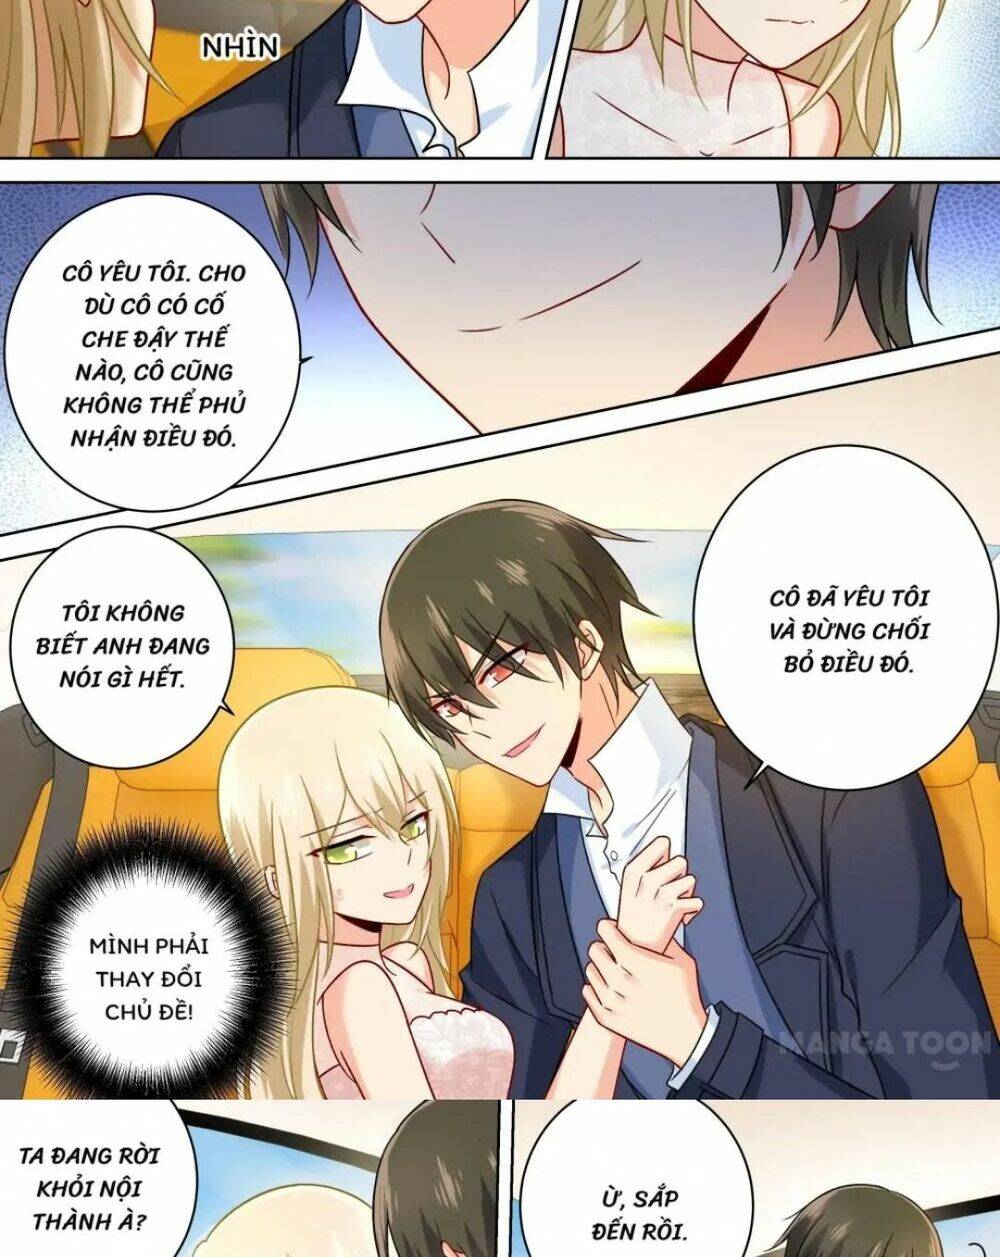 NHÌN
CÔ YÊU TÔI. CHO
DÙ CÔ CÓ CỐ
CHE ĐẬY THẾ
NÀO, CÔ CŨNG
KHÔNG THỂ PHỦ
NHẬN ĐIỀU ĐÓ.
CÔ ĐÃ YÊU TÔI
VÀ ĐỪNG CHỐI
BỎ ĐIỀU ĐÓ.
TÔI KHÔNG
BIẾT ANH ĐANG
NÓI GÌ HẾT.
MÌNH PHẢI
THAY ĐỔI
CHỦ ĐỀ!
MANGA TOON
TA ĐANG RỜI
KHỎI NỘI
THÀNH À?
Ừ, SẮP
ĐẾN RỒI.